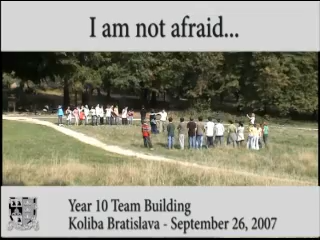 I am not afraid...
Year 10 Team Building
Koliba Bratislava - September 26, 2007